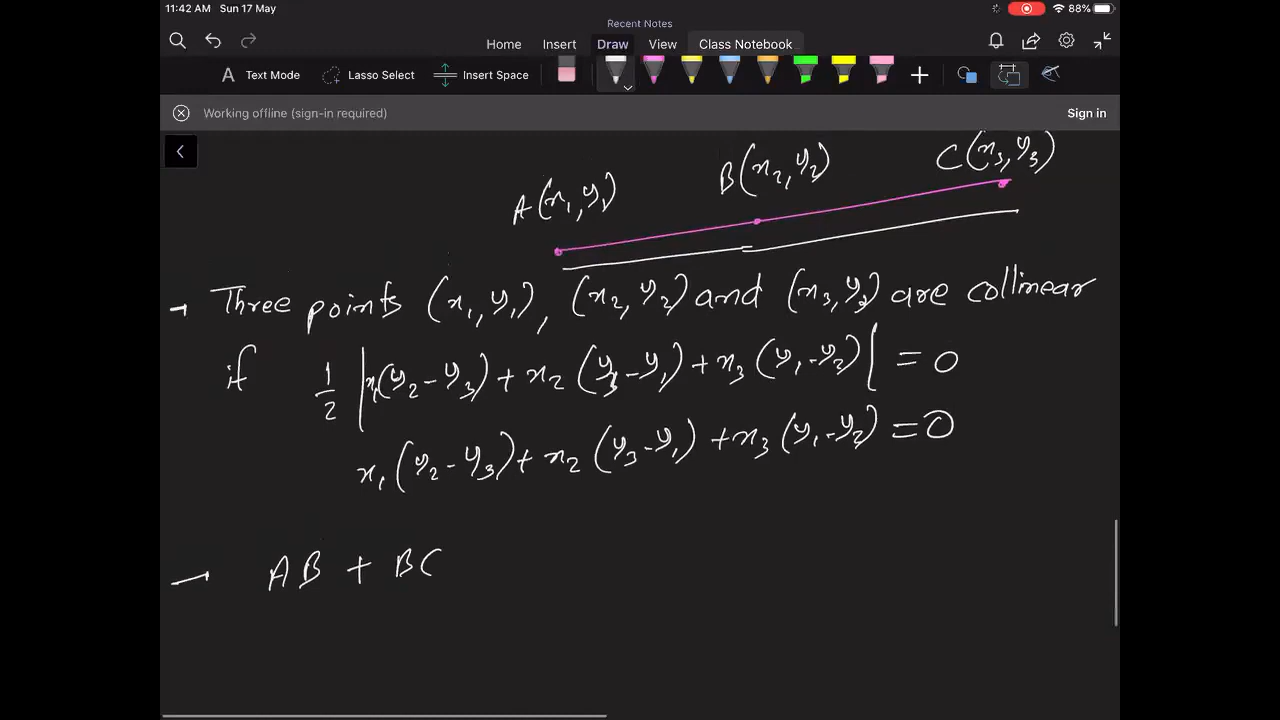 11:42 AM Sun 17 May
88%
Recent Notes
Home Insert Draw View Class Notebook
Text Mode Lasso Select Insert Space
Working offline (sign-in required) Sign in
A(x₁, y₁) B(x₂, y₂) C(x₃, y₃)
→ Three points (x₁, y₁), (x₂, y₂) and (x₃, y₃) are collinear
if 1/2 |x₁(y₂ - y₃) + x₂(y₃ - y₁) + x₃(y₁ - y₂)| = 0
x₁(y₂ - y₃) + x₂(y₃ - y₁) + x₃(y₁ - y₂) = 0
→ AB + BC